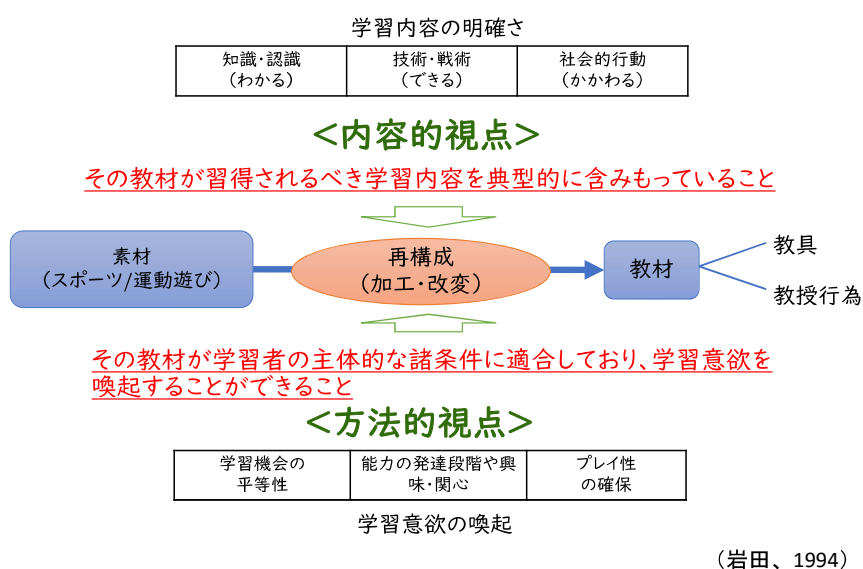 学習内容の明確さ
知識・認識
（わかる）
技術・戦術
（できる）
社会的行動
（かかわる）
＜内容的視点＞
その教材が習得されるべき学習内容を典型的に含みもっていること
素材
（スポーツ/運動遊び）
再構成
（加工・改変）
教材
教具
教授行為
その教材が学習者の主体的な諸条件に適合しており、学習意欲を
喚起することができること
＜方法的視点＞
学習機会の
平等性
能力の発達段階や興
味・関心
プレイ性
の確保
学習意欲の喚起
（岩田、1994）